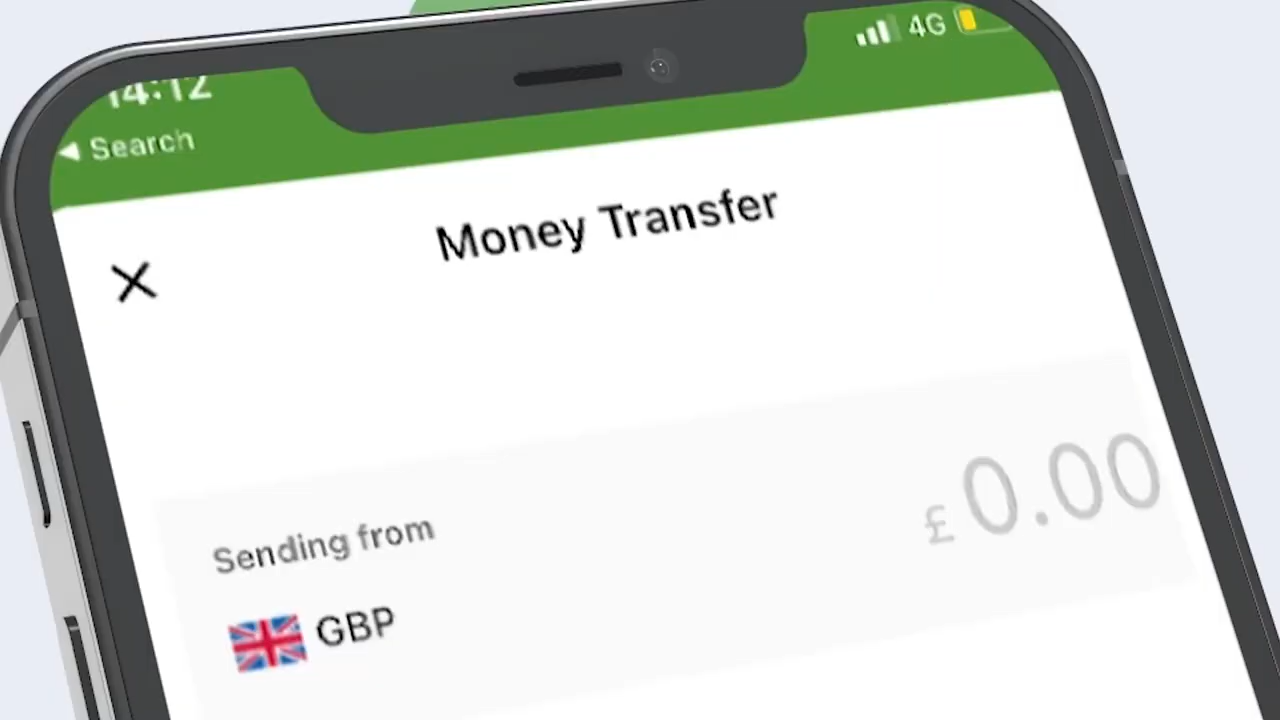 14:12
4G
◀ Search
Money Transfer
Sending from
£ 0.00
GBP